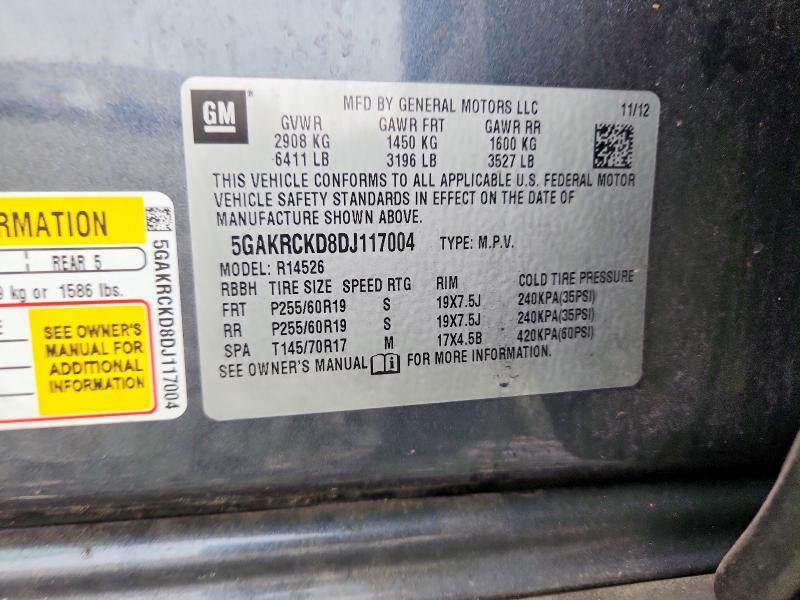 GM
MFD BY GENERAL MOTORS LLC 11/12
GVWR GAWR FRT GAWR RR
2908 KG 1450 KG 1600 KG
6411 LB 3196 LB 3527 LB
THIS VEHICLE CONFORMS TO ALL APPLICABLE U.S. FEDERAL MOTOR
VEHICLE SAFETY STANDARDS IN EFFECT ON THE DATE OF
MANUFACTURE SHOWN ABOVE.
5GAKRCKD8DJ117004 TYPE: M.P.V.
MODEL: R14526
RBBH TIRE SIZE SPEED RTG RIM COLD TIRE PRESSURE
FRT P255/60R19 S 19X7.5J 240KPA(35PSI)
RR P255/60R19 S 19X7.5J 240KPA(35PSI)
SPA T145/70R17 M 17X4.5B 420KPA(60PSI)
SEE OWNER'S MANUAL FOR MORE INFORMATION.
REAR 5
kg or 1586 lbs.
SEE OWNER'S
MANUAL FOR
ADDITIONAL
INFORMATION
5GAKRCKD8DJ117004